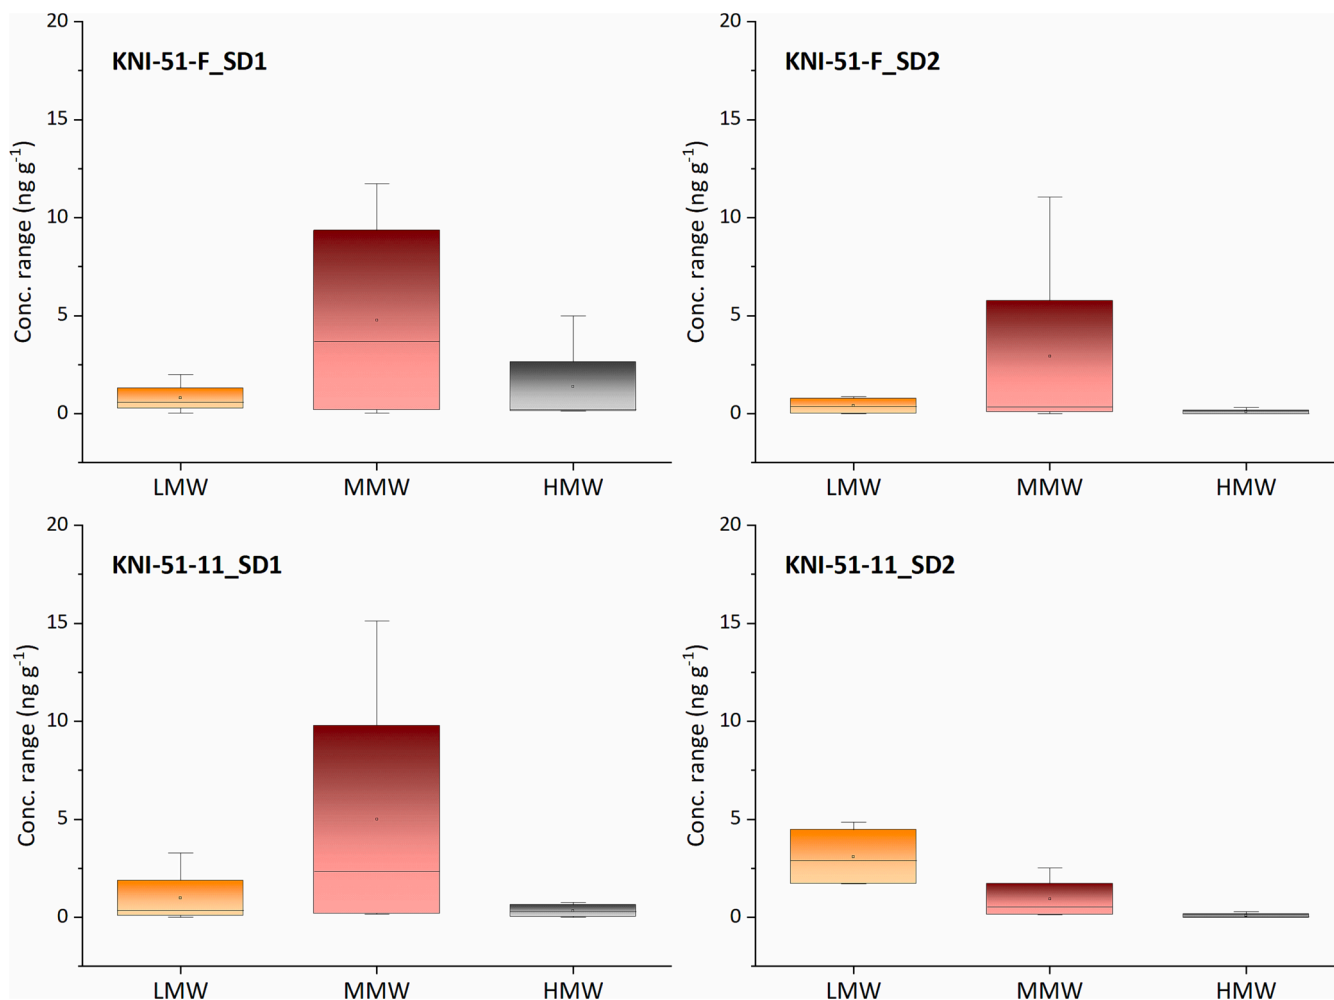 KNI-51-F_SD1
Conc. range (ng g⁻¹)
20
15
10
5
0
LMW MMW HMW
KNI-51-F_SD2
Conc. range (ng g⁻¹)
20
15
10
5
0
LMW MMW HMW
KNI-51-11_SD1
Conc. range (ng g⁻¹)
20
15
10
5
0
LMW MMW HMW
KNI-51-11_SD2
Conc. range (ng g⁻¹)
20
15
10
5
0
LMW MMW HMW